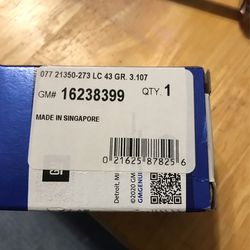 077 21350-273 LC 43 GR. 3.107
GM# 16238399 QTY. 1
MADE IN SINGAPORE
0 21625 87825 6
Detroit, MI
©2020 G
GMGENUI